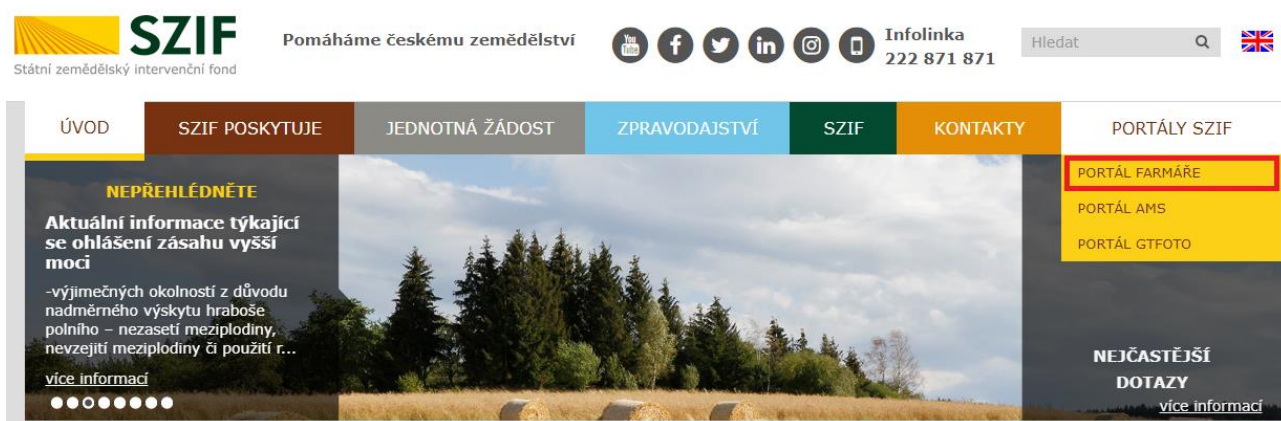 SZIF
Státní zemědělský intervenční fond
Pomáháme českému zemědělství
You
Tube
Infolinka
222 871 871
Hledat
ÚVOD
SZIF POSKYTUJE
JEDNOTNÁ ŽÁDOST
ZPRAVODAJSTVÍ
SZIF
KONTAKTY
PORTÁLY SZIF
PORTÁL FARMÁŘE
PORTÁL AMS
PORTÁL GTFOTO
NEPŘEHLÉDNĚTE
Aktuální informace týkající
se ohlášení zásahu vyšší
moci
-výjimečných okolností z důvodu
nadměrného výskytu hraboše
polního – nezasetí meziplodiny,
nevzejití meziplodiny či použití r...
více informací
NEJČASTĚJŠÍ
DOTAZY
více informací